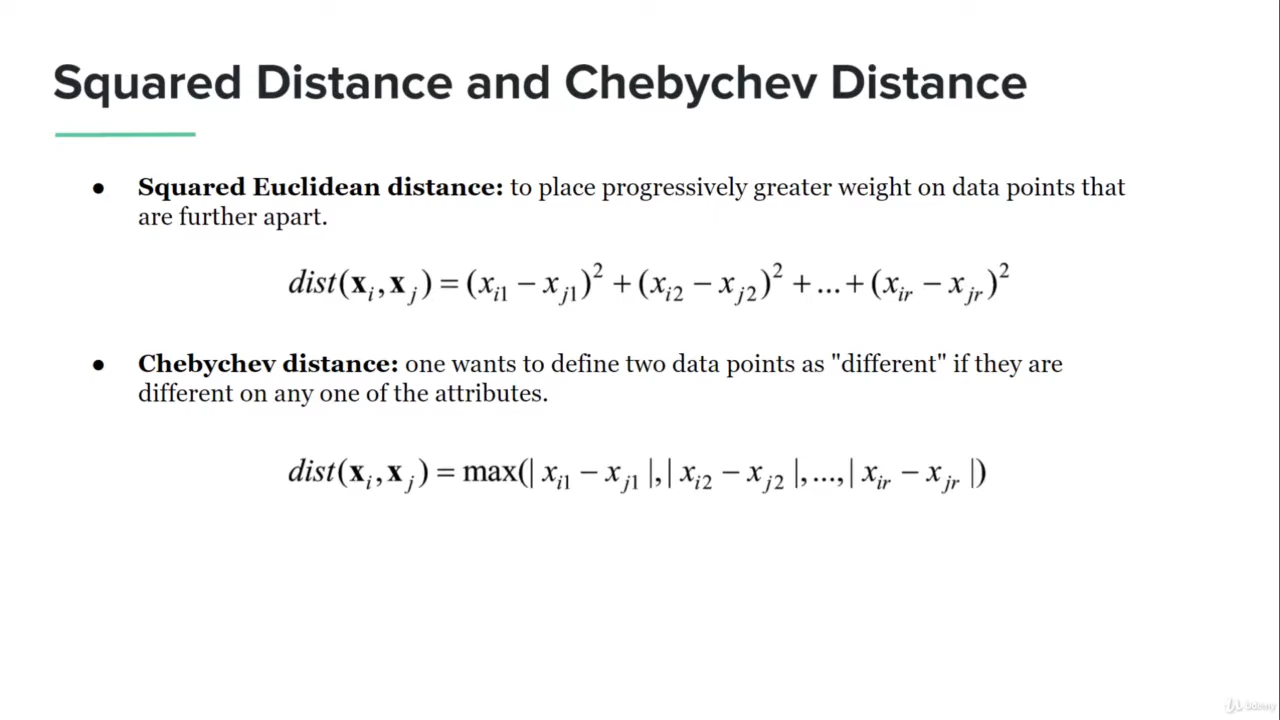 Squared Distance and Chebychev Distance
● Squared Euclidean distance: to place progressively greater weight on data points that
are further apart.
dist(xᵢ, xⱼ) = (xᵢ₁ − xⱼ₁)² + (xᵢ₂ − xⱼ₂)² + ... + (xᵢᵣ − xⱼᵣ)²
● Chebychev distance: one wants to define two data points as "different" if they are
different on any one of the attributes.
dist(xᵢ, xⱼ) = max(| xᵢ₁ − xⱼ₁ |, | xᵢ₂ − xⱼ₂ |, ..., | xᵢᵣ − xⱼᵣ |)
Udemy